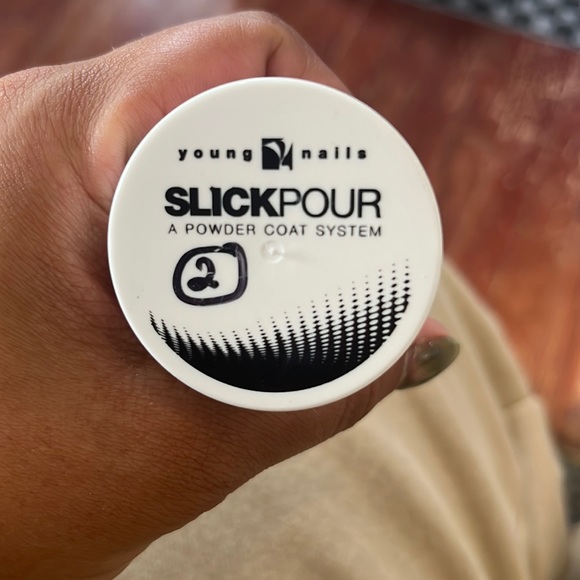 young nails
SLICKPOUR
A POWDER COAT SYSTEM
2